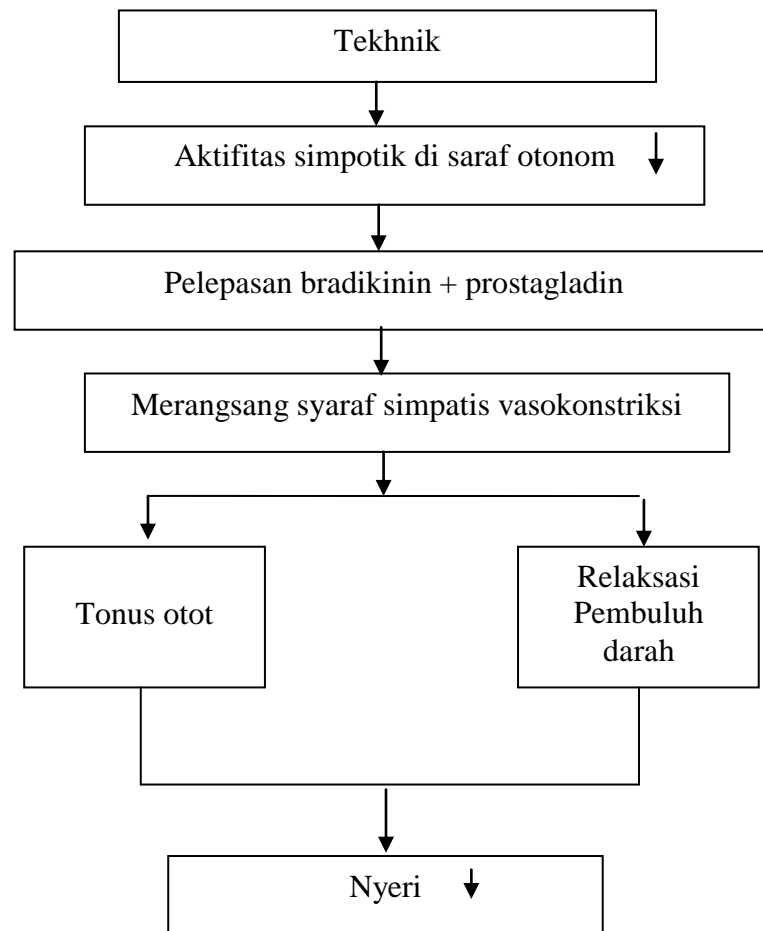 Tekhnik
Aktifitas simpotik di saraf otonom
Pelepasan bradikinin + prostagladin
Merangsang syaraf simpatis vasokonstriksi
Tonus otot
Relaksasi
Pembuluh
darah
Nyeri